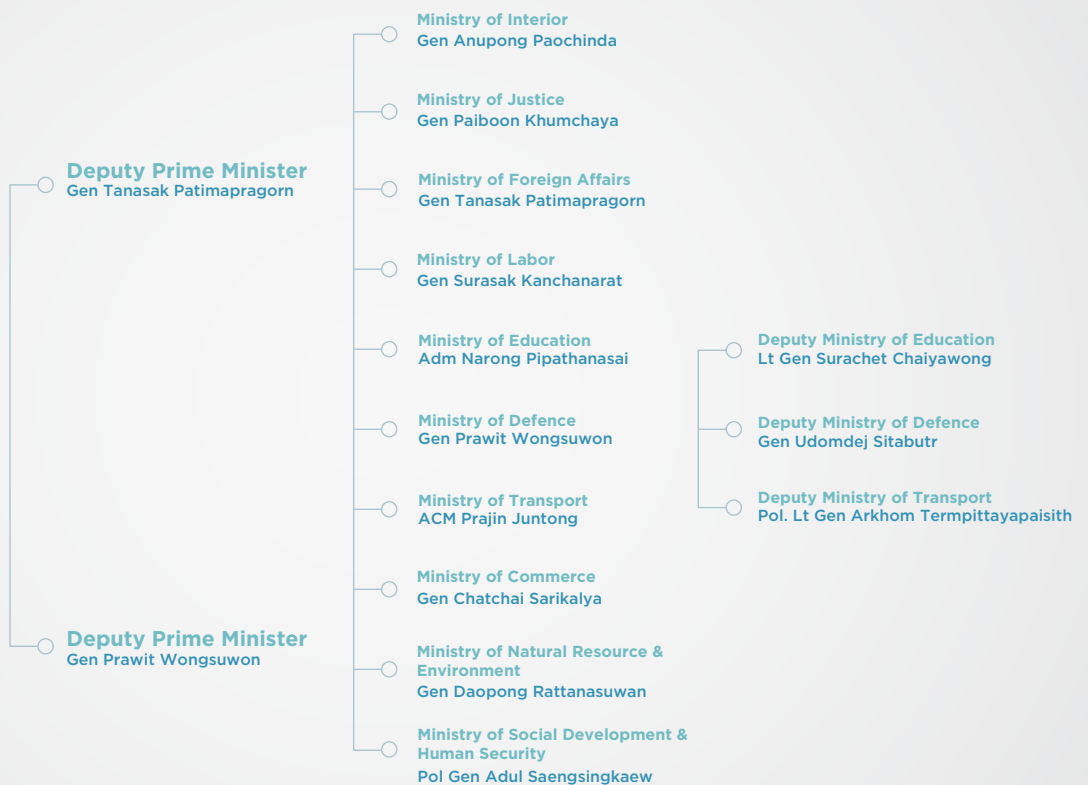 Deputy Prime Minister
Gen Tanasak Patimapragorn
Deputy Prime Minister
Gen Prawit Wongsuwon
Ministry of Interior
Gen Anupong Paochinda
Ministry of Justice
Gen Paiboon Khumchaya
Ministry of Foreign Affairs
Gen Tanasak Patimapragorn
Ministry of Labor
Gen Surasak Kanchanarat
Ministry of Education
Adm Narong Pipathanasai
Ministry of Defence
Gen Prawit Wongsuwon
Ministry of Transport
ACM Prajin Juntong
Ministry of Commerce
Gen Chatchai Sarikalya
Ministry of Natural Resource &
Environment
Gen Daopong Rattanasuwan
Ministry of Social Development &
Human Security
Pol Gen Adul Saengsingkaew
Deputy Ministry of Education
Lt Gen Surachet Chaiyawong
Deputy Ministry of Defence
Gen Udomdej Sitabutr
Deputy Ministry of Transport
Pol. Lt Gen Arkhom Termpittayapaisith